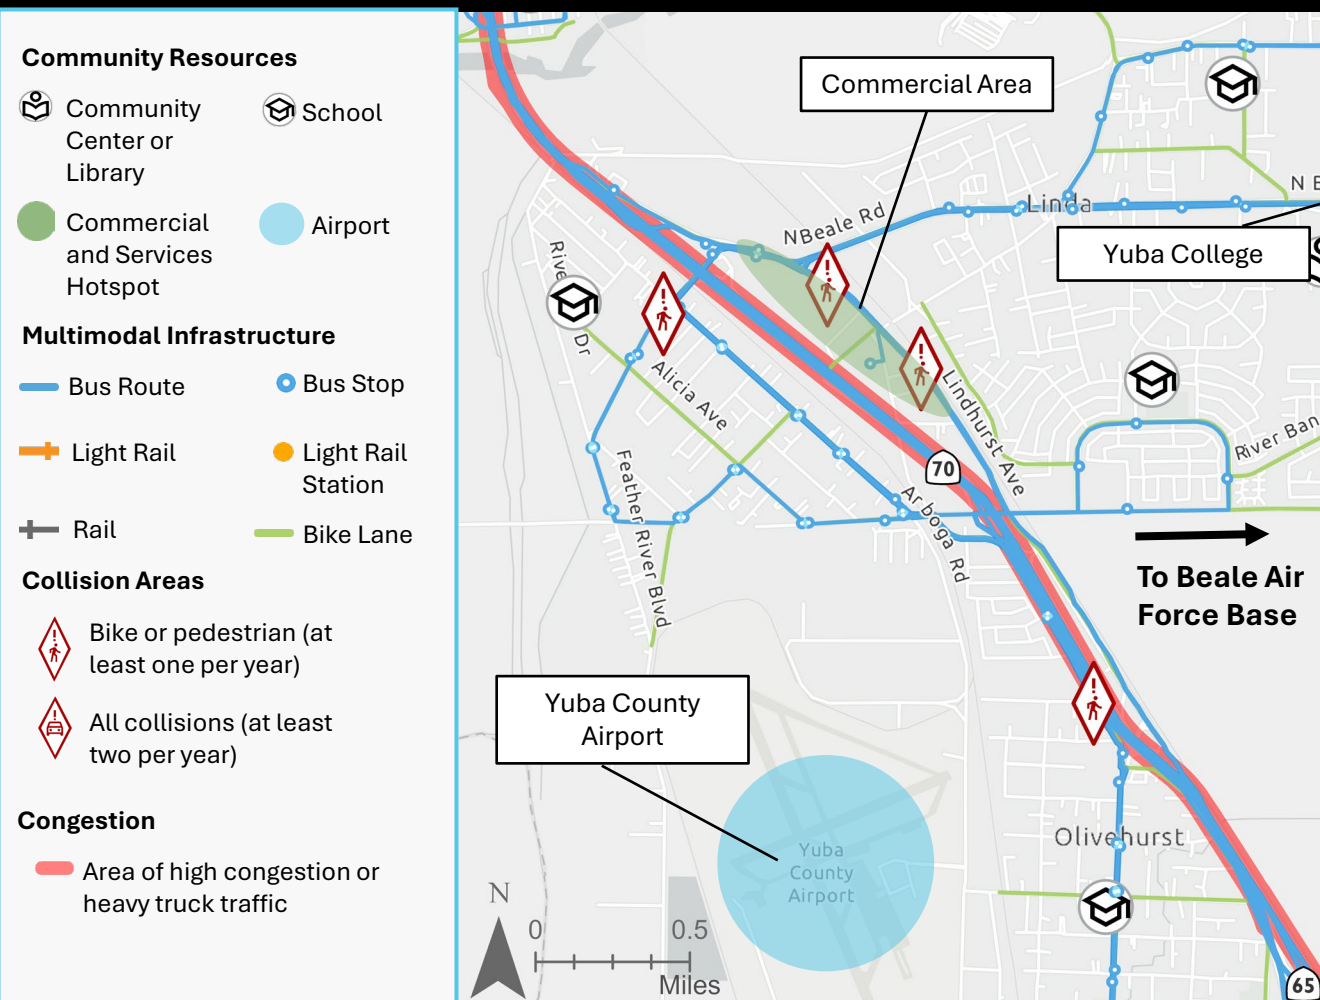 Community Resources
Community
Center or
Library
School
Commercial
and Services
Hotspot
Airport
Multimodal Infrastructure
Bus Route
Bus Stop
Light Rail
Light Rail
Station
Rail
Bike Lane
Collision Areas
Bike or pedestrian (at
least one per year)
All collisions (at least
two per year)
Congestion
Area of high congestion or
heavy truck traffic
Commercial Area
N Beale Rd
Linda
Yuba College
Alicia Ave
Lindhurst Ave
Feather River Blvd
70
Arboga Rd
To Beale Air
Force Base
Yuba County
Airport
Yuba
County
Airport
Olivehurst
N
0
0.5
Miles
65